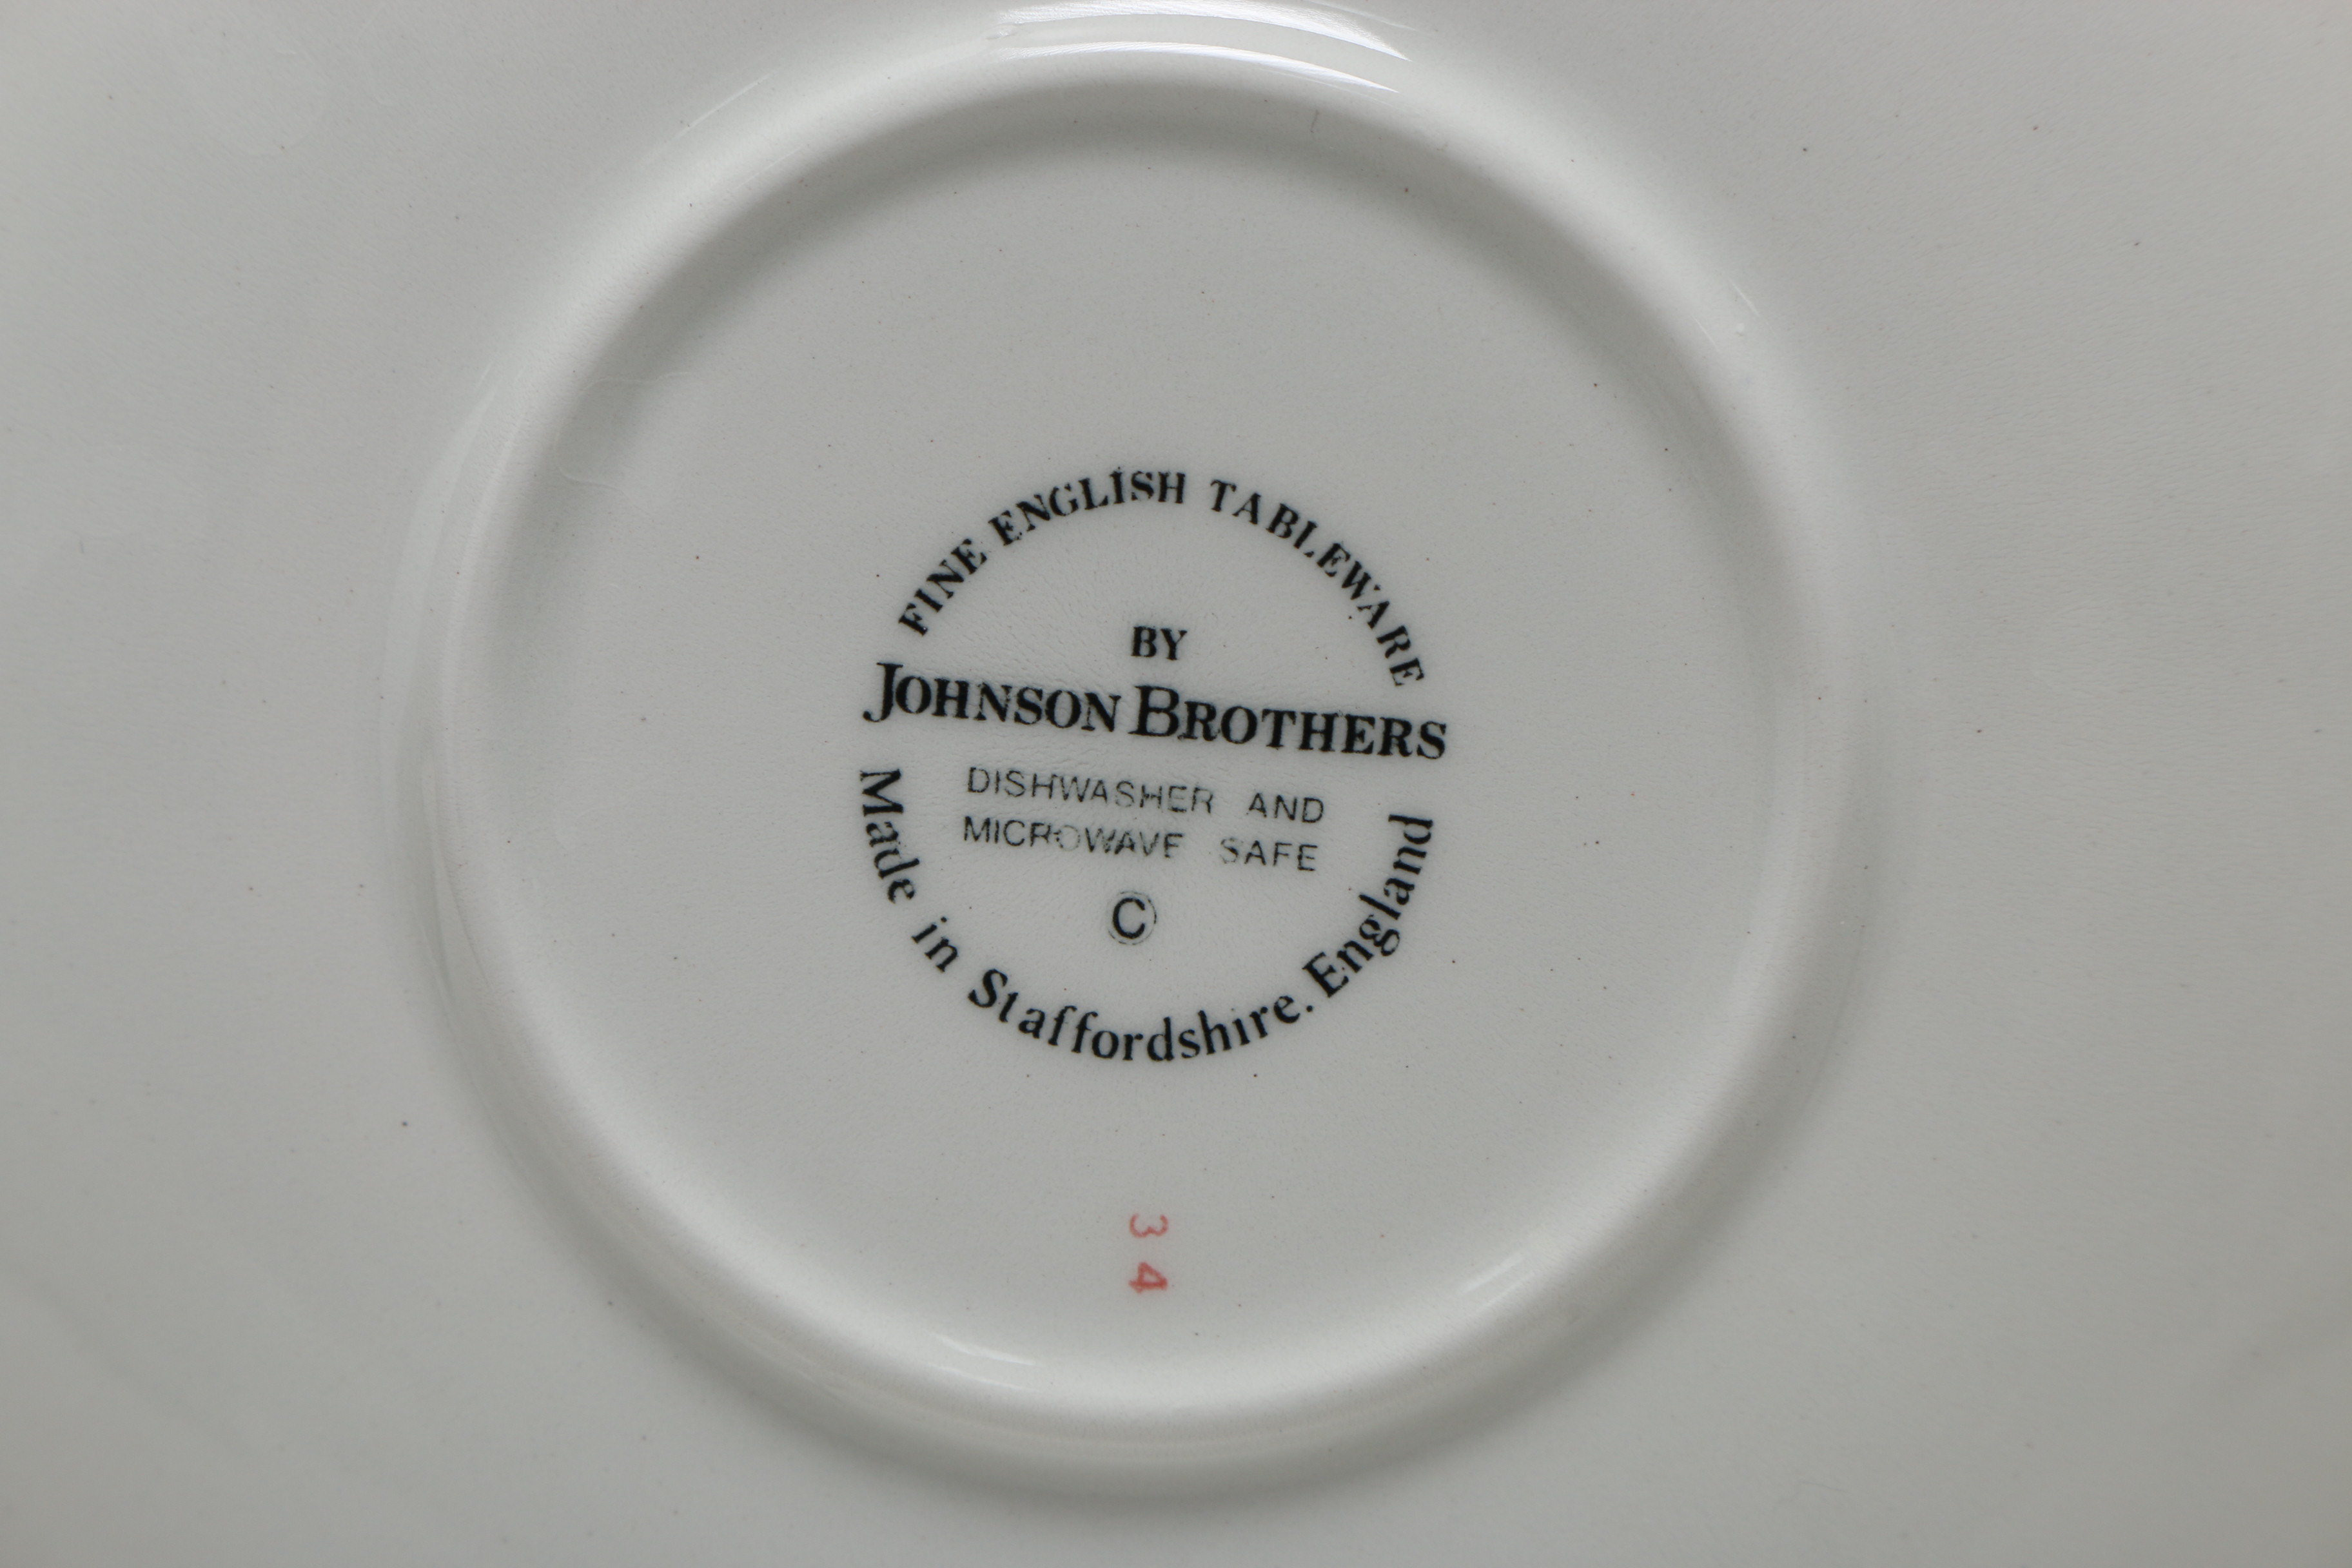 FINE ENGLISH TABLEWARE
BY
JOHNSON BROTHERS
DISHWASHER AND
MICROWAVE SAFE
©
Made in Staffordshire. England
34